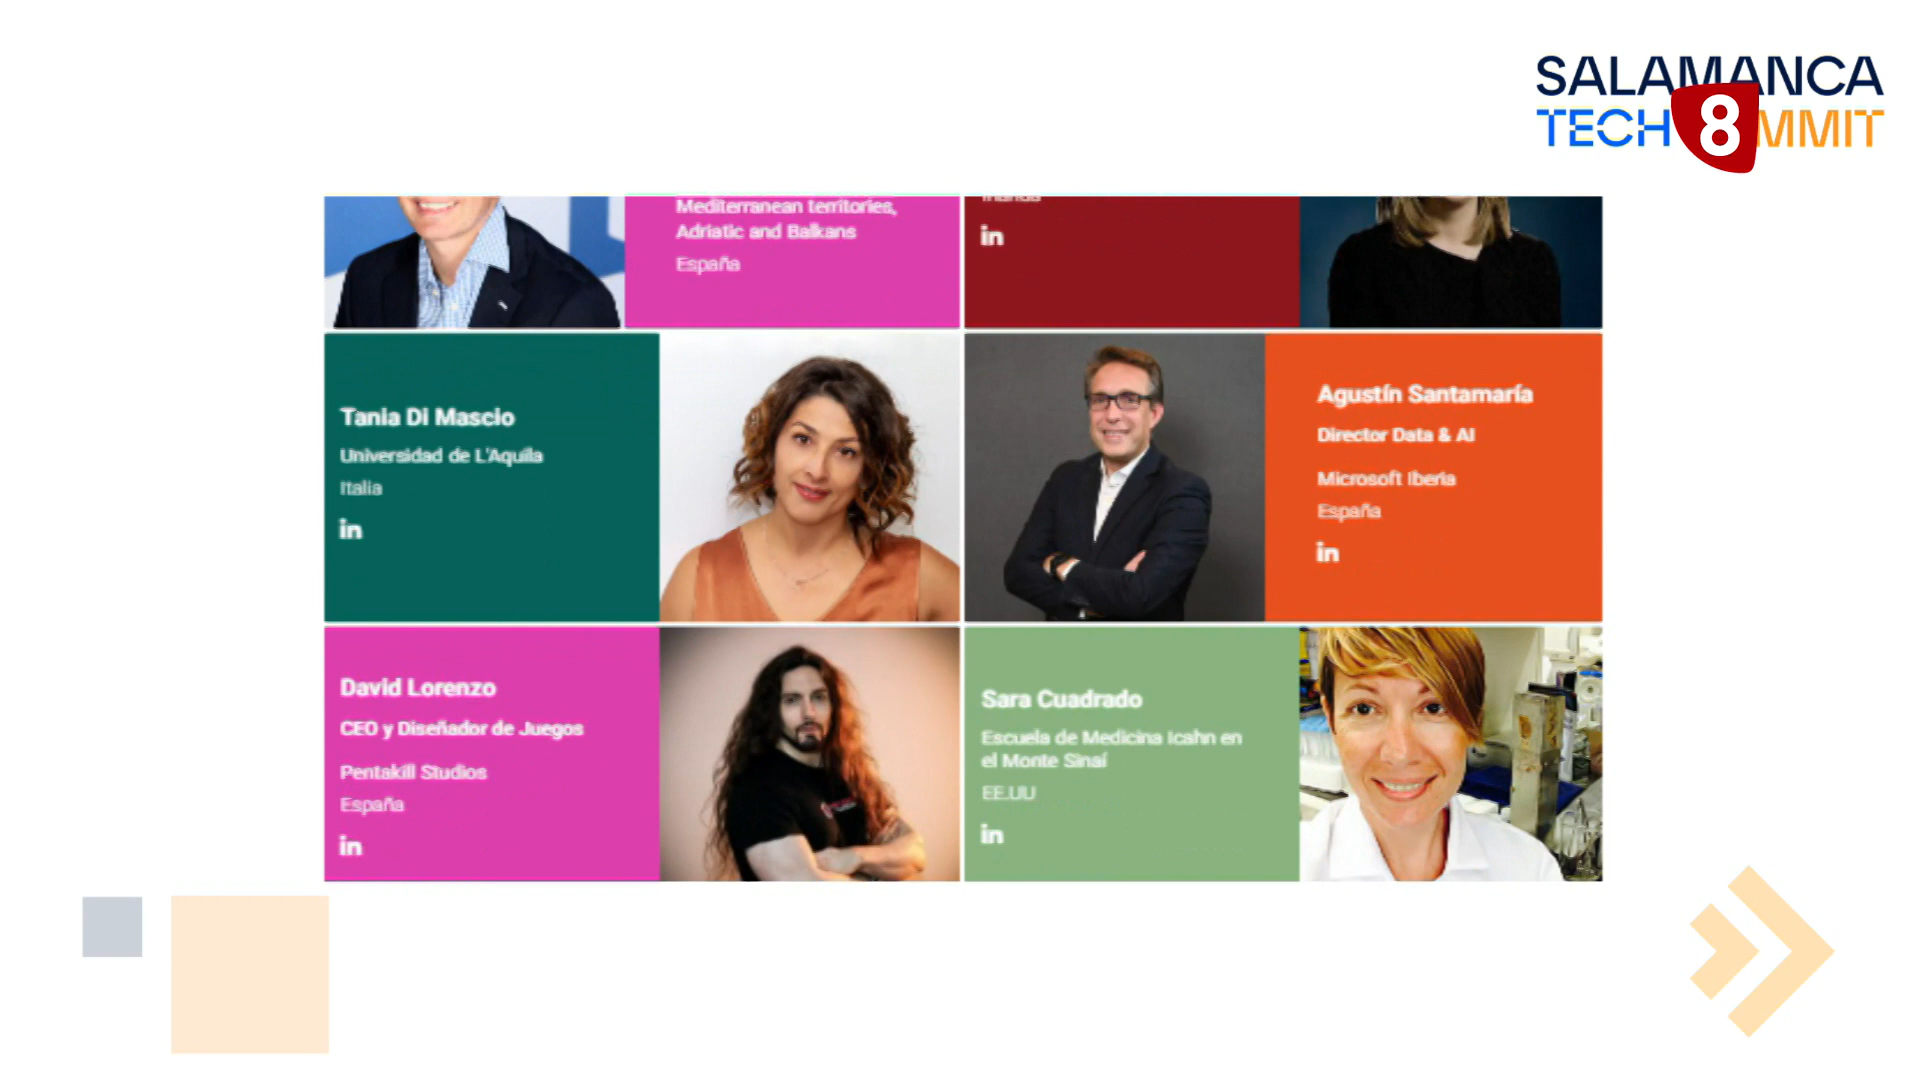 SALAMANCA
TECH 8 MMIT
Mediterranean territories,
Adriatic and Balkans
España
in
Tania Di Mascio
Universidad de L'Aquila
Italia
in
Agustín Santamaría
Director Data & AI
Microsoft Iberia
España
in
David Lorenzo
CEO y Diseñador de Juegos
Pentakill Studios
España
in
Sara Cuadrado
Escuela de Medicina Icahn en
el Monte Sinaí
EE.UU
in